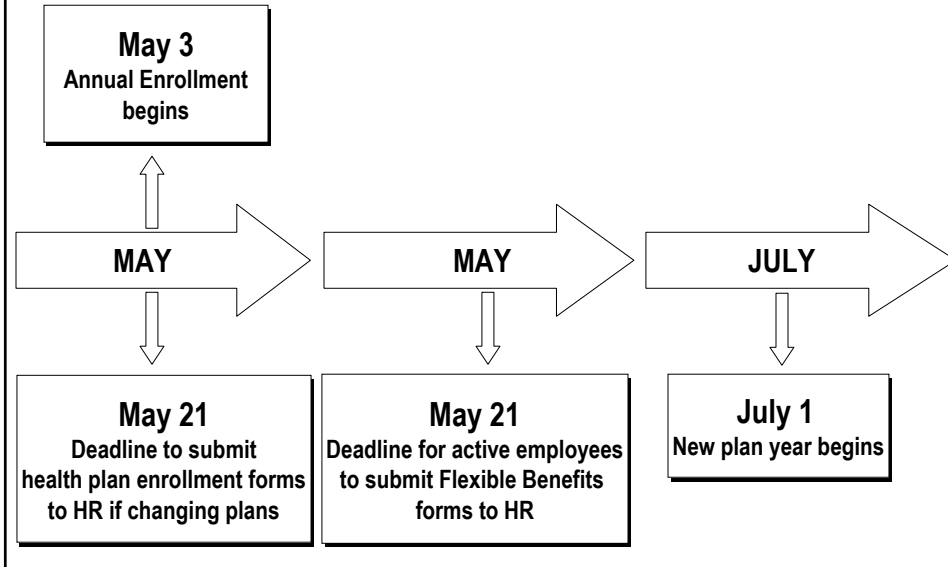 May 3
Annual Enrollment
begins
MAY
MAY
JULY
May 21
Deadline to submit
health plan enrollment forms
to HR if changing plans
May 21
Deadline for active employees
to submit Flexible Benefits
forms to HR
July 1
New plan year begins